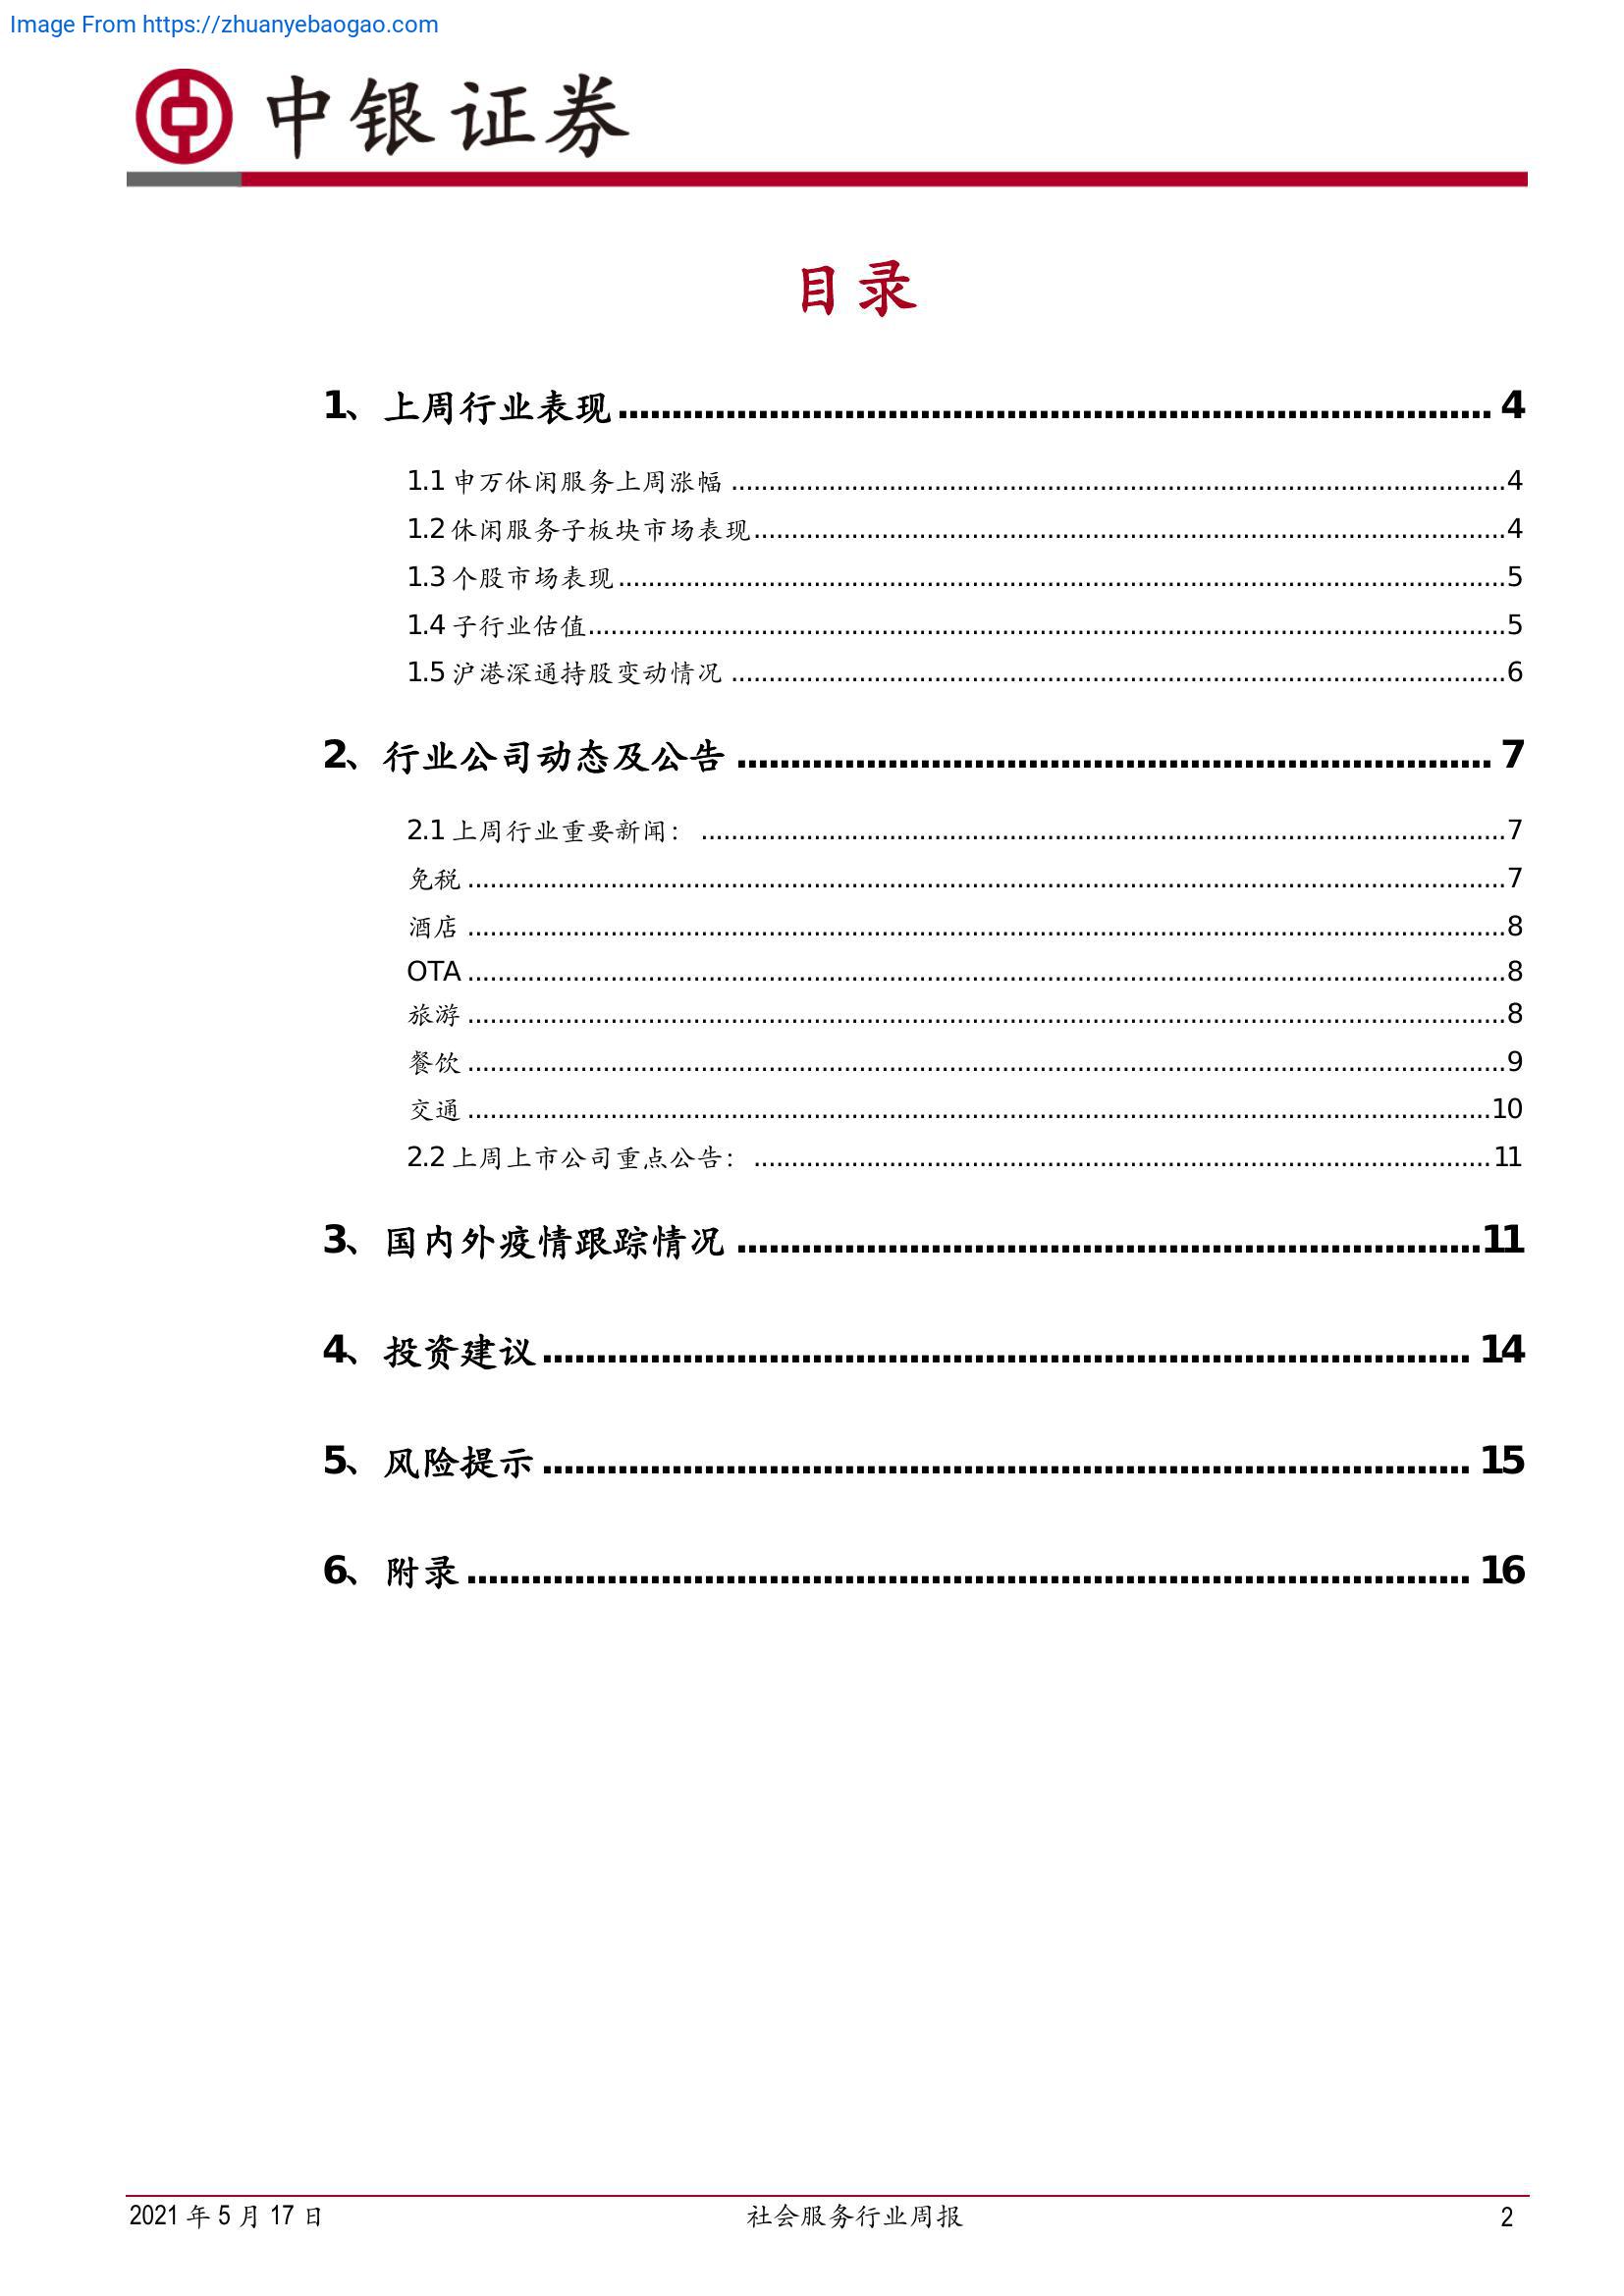 Image From https://zhuanyebaogao.com
中银证券
目录
1、上周行业表现........ 4
1.1 申万休闲服务上周涨幅........4
1.2 休闲服务子板块市场表现........4
1.3 个股市场表现........5
1.4 子行业估值........5
1.5 沪港深通持股变动情况........6
2、行业公司动态及公告........ 7
2.1 上周行业重要新闻：........7
免税........7
酒店........8
OTA........8
旅游........8
餐饮........9
交通........10
2.2 上周上市公司重点公告：........11
3、国内外疫情跟踪情况........11
4、投资建议........ 14
5、风险提示........ 15
6、附录........ 16
2021 年 5 月 17 日 社会服务行业周报 2